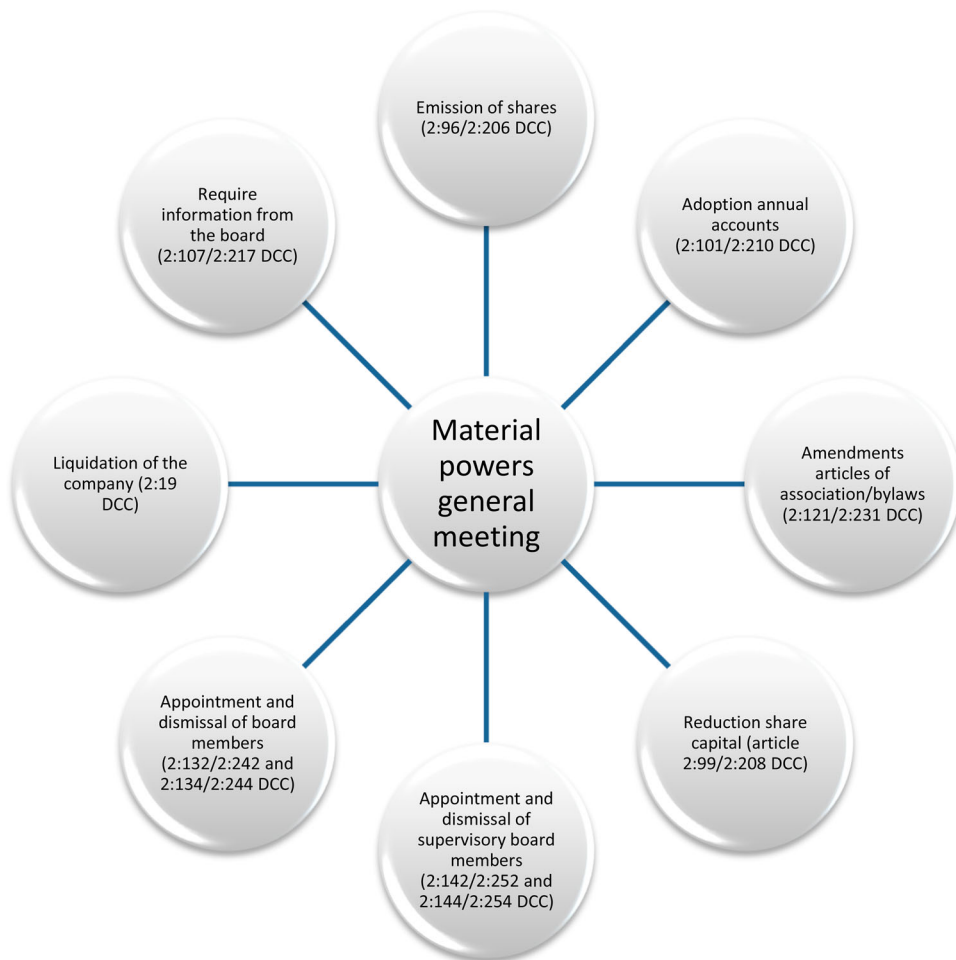 Emission of shares
(2:96/2:206 DCC)
Adoption annual
accounts
(2:101/2:210 DCC)
Amendments
articles of
association/bylaws
(2:121/2:231 DCC)
Reduction share
capital (article
2:99/2:208 DCC)
Appointment and
dismissal of
supervisory board
members
(2:142/2:252 and
2:144/2:254 DCC)
Appointment and
dismissal of board
members
(2:132/2:242 and
2:134/2:244 DCC)
Liquidation of the
company (2:19
DCC)
Require
information from
the board
(2:107/2:217 DCC)
Material
powers
general
meeting